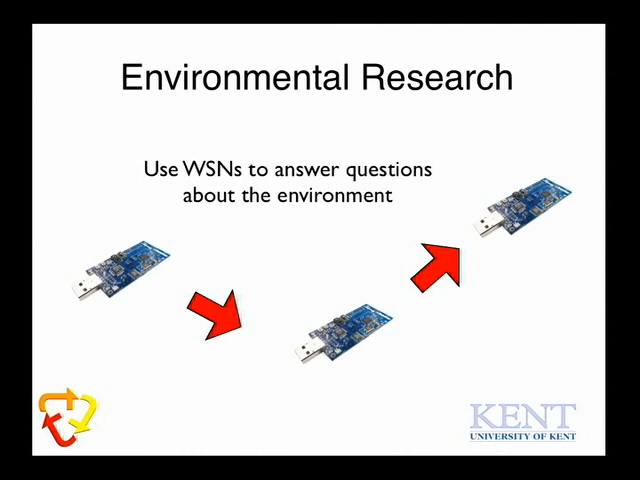 Environmental Research
Use WSNs to answer questions
about the environment
KENT
UNIVERSITY OF KENT